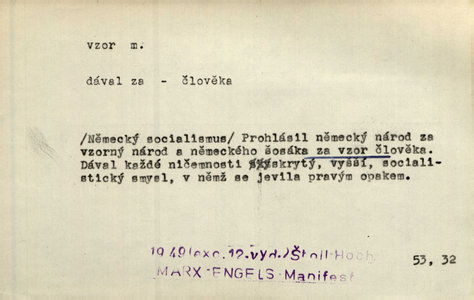 vzor m.
dával za - člověka
/Německý socialismus/ Prohlásil německý národ za
vzorný národ a německého šosáka za vzor člověka.
Dával každé ničemnosti skrytý, vyšší, sociali-
stický smysl, v němž se jevila pravým opakem.
1949(exc.12.vyd./Štoll-Hoch
MARX-ENGELS-Manifest
53, 32